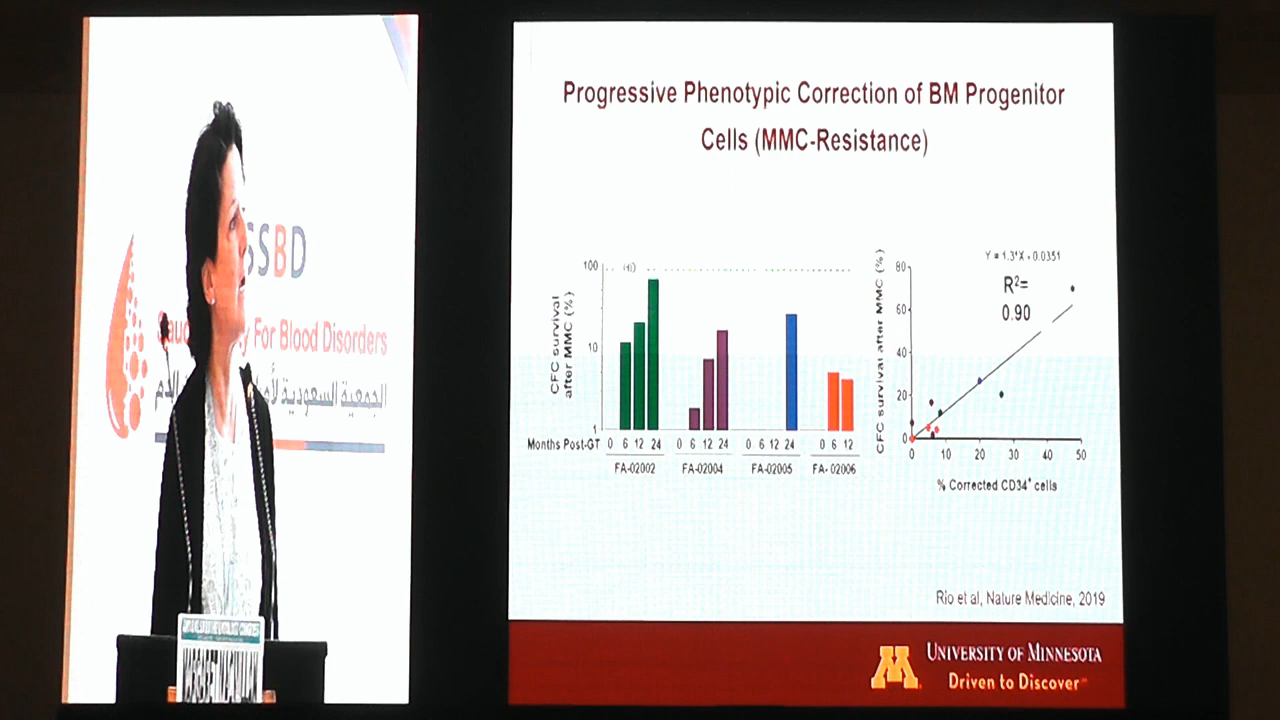 SSBD
For Blood Disorders
الجمعية السعودية
MARGARET MACMILLAN
Progressive Phenotypic Correction of BM Progenitor
Cells (MMC-Resistance)
CFC survival
after MMC (%)
100
10
1
Months Post-GT
0 6 12 24
0 6 12 24
0 6 12 24
0 6 12
FA-02002
FA-02004
FA-02005
FA- 02006
CFC survival after MMC (%)
80
60
40
20
0
Y = 1.3*X - 0.0351
R²=
0.90
0 10 20 30 40 50
% Corrected CD34⁺ cells
Rio et al, Nature Medicine, 2019
M
UNIVERSITY OF MINNESOTA
Driven to Discover